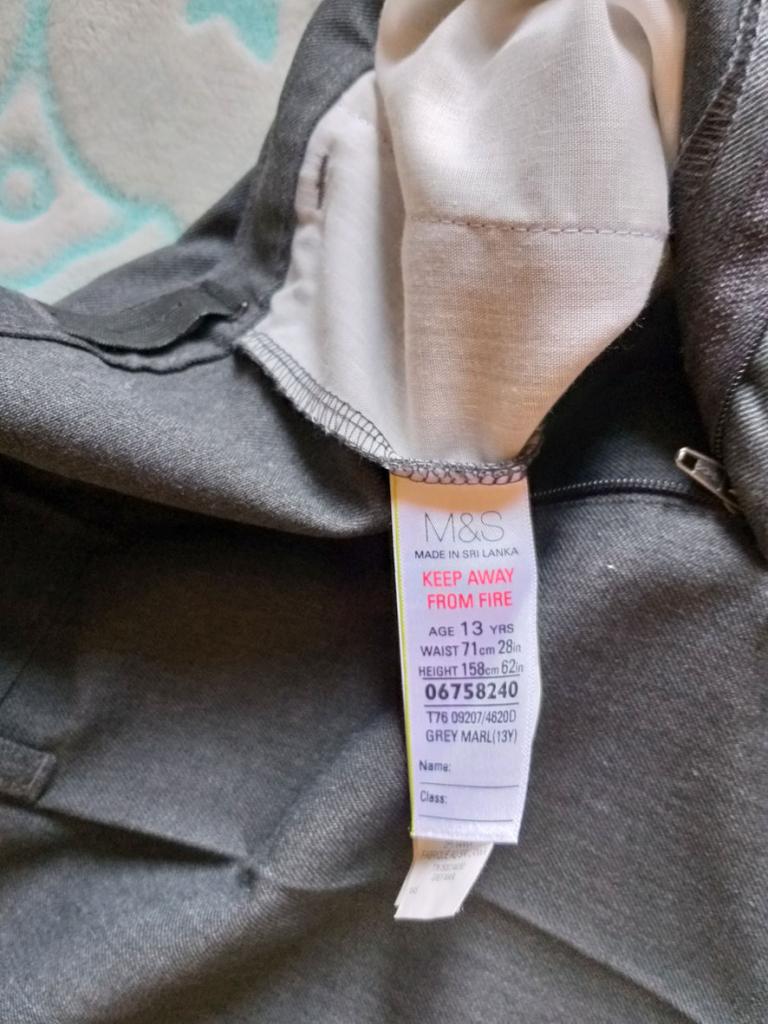 M&S
MADE IN SRI LANKA
KEEP AWAY
FROM FIRE
AGE 13 YRS
WAIST 71cm 28in
HEIGHT 158cm 62in
06758240
T76 09207/4620D
GREY MARL(13Y)
Name:
Class: